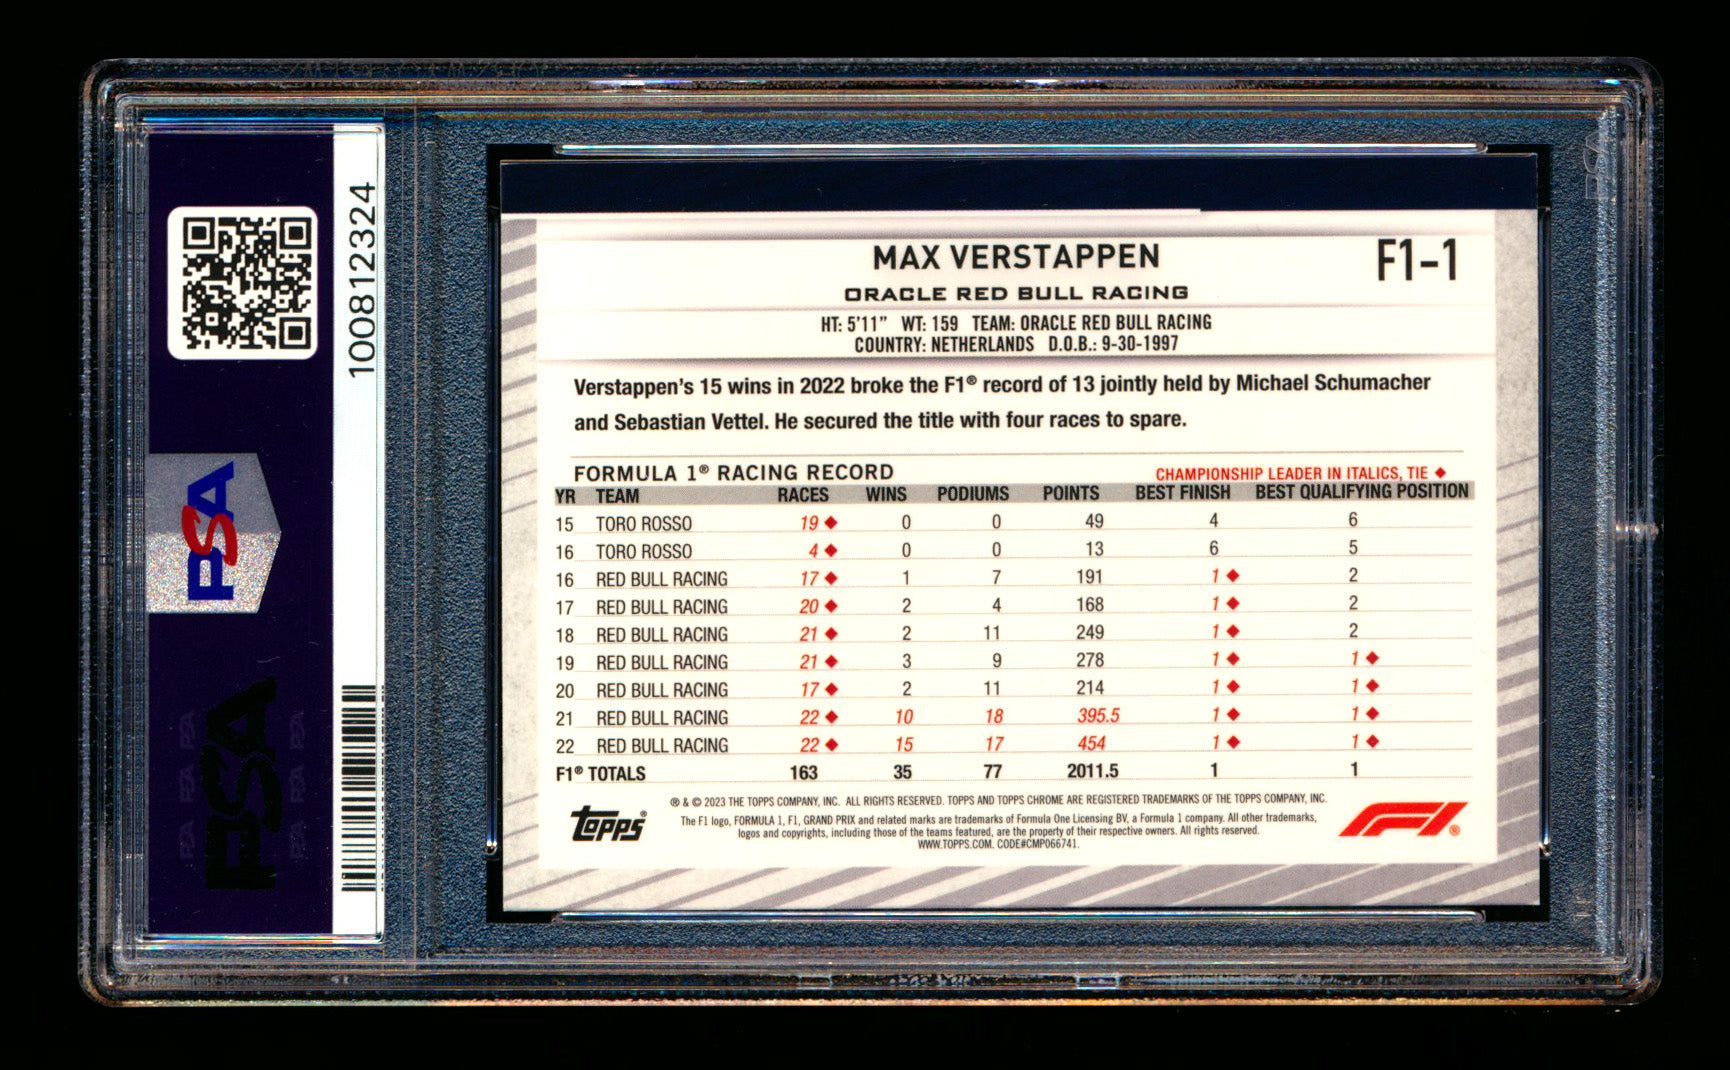 100812324
PSA
PSA
PSA PSA PSA
PSA PSA PSA
MAX VERSTAPPEN
F1-1
ORACLE RED BULL RACING
HT: 5'11" WT: 159 TEAM: ORACLE RED BULL RACING
COUNTRY: NETHERLANDS D.O.B.: 9-30-1997
Verstappen's 15 wins in 2022 broke the F1® record of 13 jointly held by Michael Schumacher
and Sebastian Vettel. He secured the title with four races to spare.
FORMULA 1® RACING RECORD CHAMPIONSHIP LEADER IN ITALICS, TIE ◆
YR TEAM RACES WINS PODIUMS POINTS BEST FINISH BEST QUALIFYING POSITION
15 TORO ROSSO 19 ◆ 0 0 49 4 6
16 TORO ROSSO 4 ◆ 0 0 13 6 5
16 RED BULL RACING 17 ◆ 1 7 191 1 ◆ 2
17 RED BULL RACING 20 ◆ 2 4 168 1 ◆ 2
18 RED BULL RACING 21 ◆ 2 11 249 1 ◆ 2
19 RED BULL RACING 21 ◆ 3 9 278 1 ◆ 1 ◆
20 RED BULL RACING 17 ◆ 2 11 214 1 ◆ 1 ◆
21 RED BULL RACING 22 ◆ 10 18 395.5 1 ◆ 1 ◆
22 RED BULL RACING 22 ◆ 15 17 454 1 ◆ 1 ◆
F1® TOTALS 163 35 77 2011.5 1 1
® & © 2023 THE TOPPS COMPANY, INC. ALL RIGHTS RESERVED. TOPPS AND TOPPS CHROME ARE REGISTERED TRADEMARKS OF THE TOPPS COMPANY, INC.
The F1 logo, FORMULA 1, F1, GRAND PRIX and related marks are trademarks of Formula One Licensing BV, a Formula 1 company. All other trademarks,
logos and copyrights, including those of the teams featured, are the property of their respective owners. All rights reserved.
WWW.TOPPS.COM. CODE#CMP066741.
Topps®
F1®